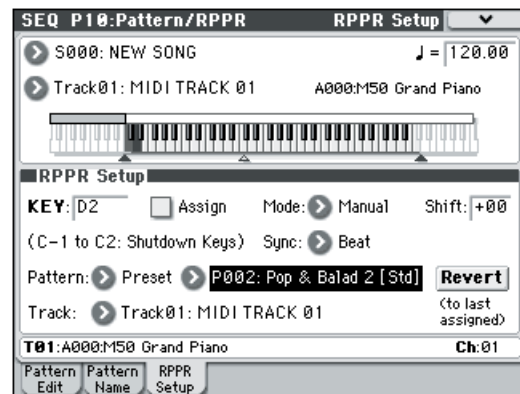 SEQ P10:Pattern/RPPR RPPR Setup
S000: NEW SONG ♩= 120.00
Track01: MIDI TRACK 01 A000:M50 Grand Piano
RPPR Setup
KEY: D2 Assign Mode: Manual Shift: +00
(C-1 to C2: Shutdown Keys) Sync: Beat
Pattern: Preset P002: Pop & Balad 2 [Std] Revert
Track: Track01: MIDI TRACK 01 (to last
assigned)
T01:A000:M50 Grand Piano Ch:01
Pattern Pattern RPPR
Edit Name Setup